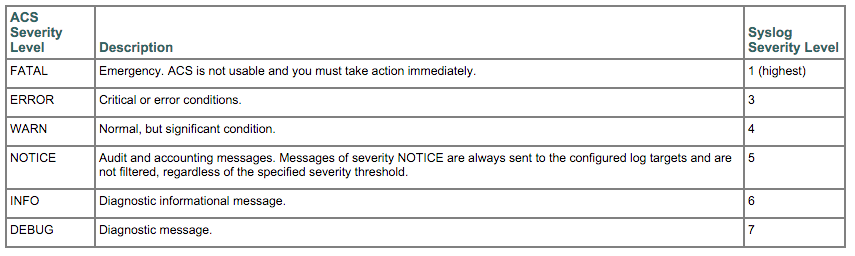 ACS
Severity
Level
Description
Syslog
Severity Level
FATAL
Emergency. ACS is not usable and you must take action immediately.
1 (highest)
ERROR
Critical or error conditions.
3
WARN
Normal, but significant condition.
4
NOTICE
Audit and accounting messages. Messages of severity NOTICE are always sent to the configured log targets and are
not filtered, regardless of the specified severity threshold.
5
INFO
Diagnostic informational message.
6
DEBUG
Diagnostic message.
7